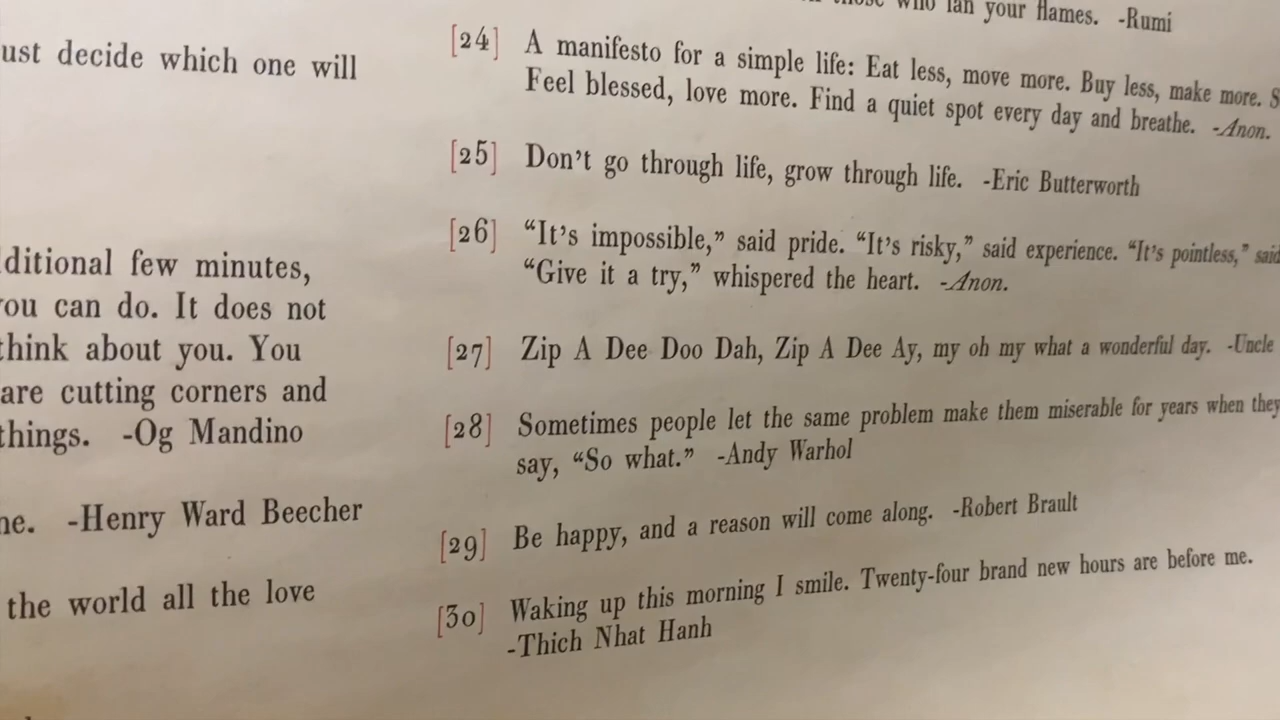 ust decide which one will
ditional few minutes,
you can do. It does not
think about you. You
are cutting corners and
things. -Og Mandino
-Henry Ward Beecher
the world all the love
who fan your flames. -Rumi
[24] A manifesto for a simple life: Eat less, move more. Buy less, make more. S
Feel blessed, love more. Find a quiet spot every day and breathe. -Anon.
[25] Don’t go through life, grow through life. -Eric Butterworth
[26] “It’s impossible,” said pride. “It’s risky,” said experience. “It’s pointless,” said
“Give it a try,” whispered the heart. -Anon.
[27] Zip A Dee Doo Dah, Zip A Dee Ay, my oh my what a wonderful day. -Uncle
[28] Sometimes people let the same problem make them miserable for years when they
say, “So what.” -Andy Warhol
[29] Be happy, and a reason will come along. -Robert Brault
[30] Waking up this morning I smile. Twenty-four brand new hours are before me.
-Thich Nhat Hanh